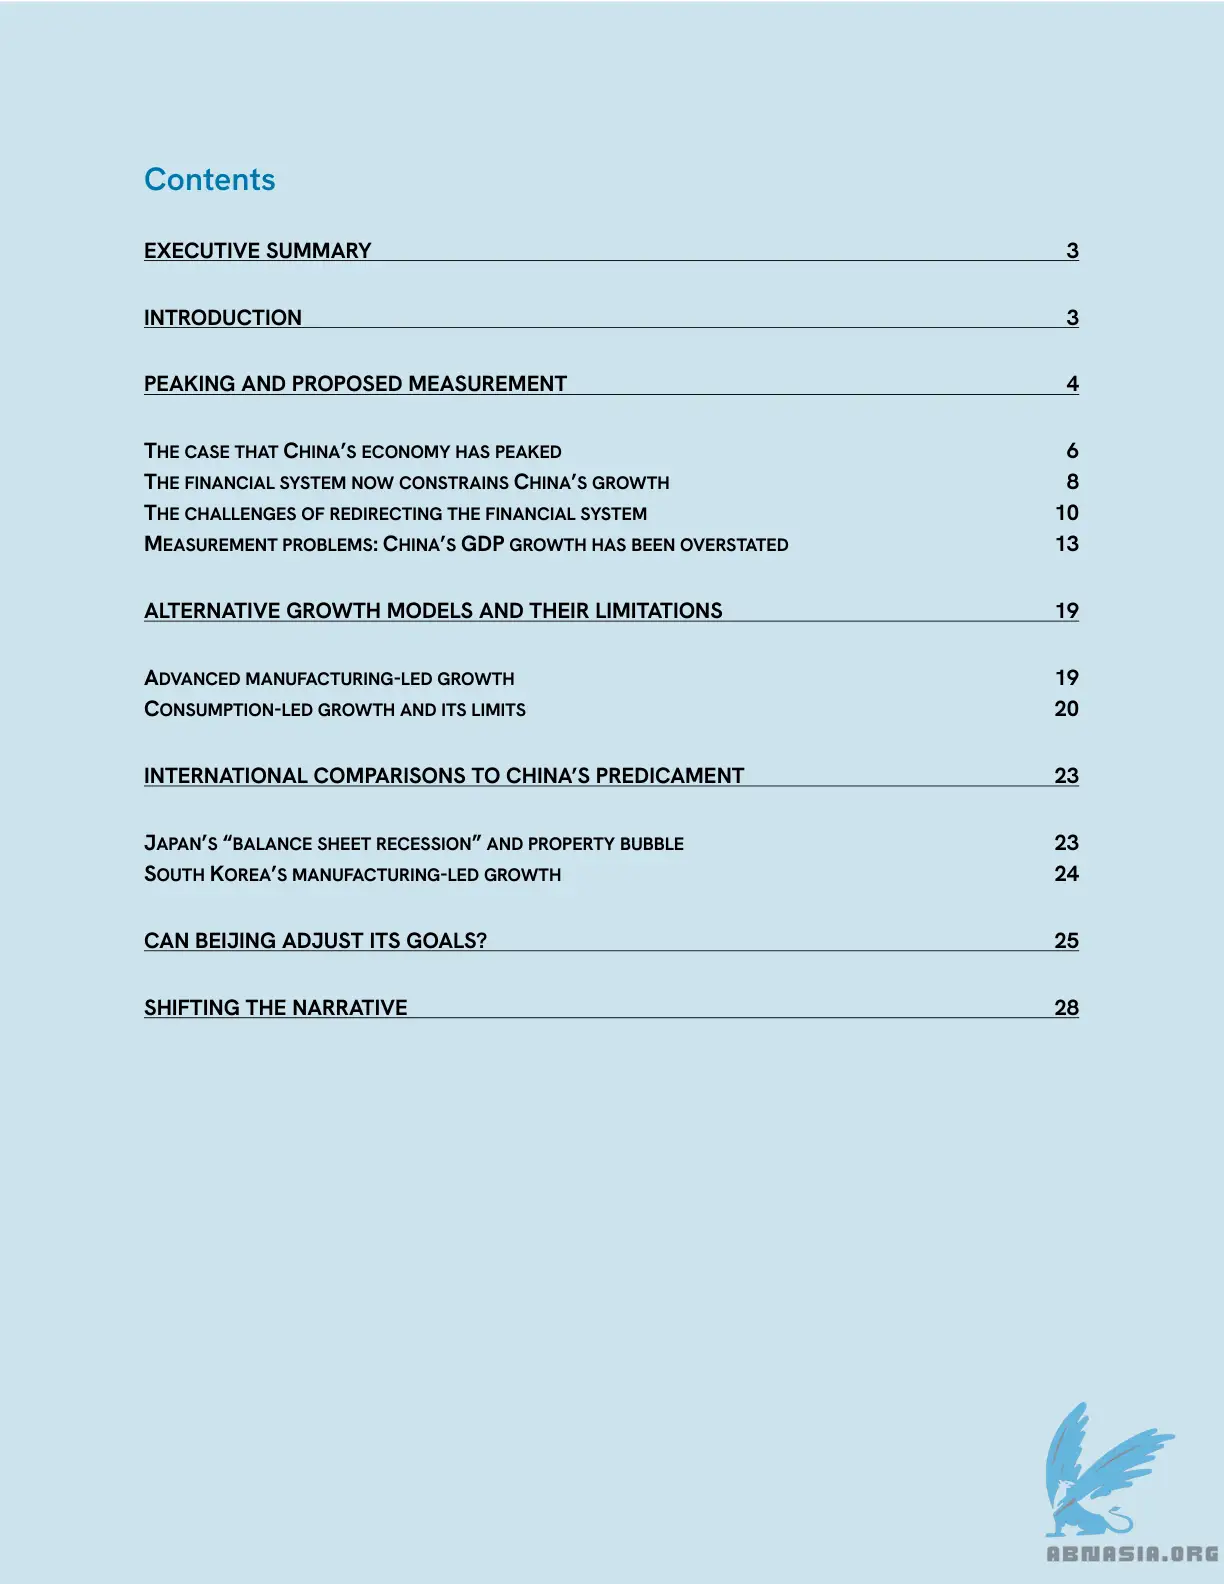 Contents
EXECUTIVE SUMMARY 3
INTRODUCTION 3
PEAKING AND PROPOSED MEASUREMENT 4
The case that China’s economy has peaked 6
The financial system now constrains China’s growth 8
The challenges of redirecting the financial system 10
Measurement problems: China’s GDP growth has been overstated 13
ALTERNATIVE GROWTH MODELS AND THEIR LIMITATIONS 19
Advanced manufacturing-led growth 19
Consumption-led growth and its limits 20
INTERNATIONAL COMPARISONS TO CHINA’S PREDICAMENT 23
Japan’s “balance sheet recession” and property bubble 23
South Korea’s manufacturing-led growth 24
CAN BEIJING ADJUST ITS GOALS? 25
SHIFTING THE NARRATIVE 28
ABNASIA.ORG